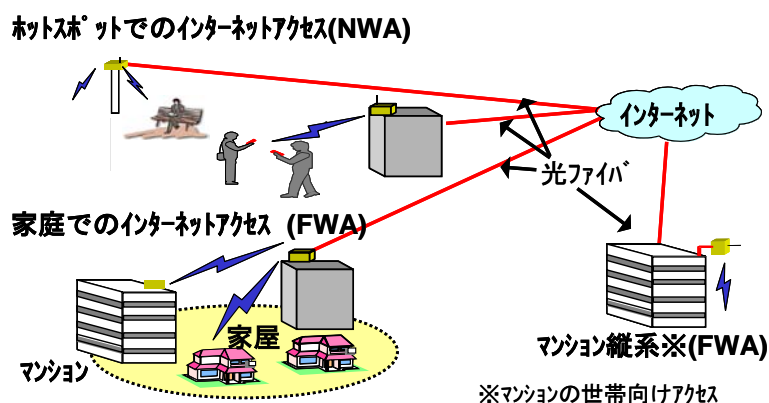 ﾎｯﾄｽﾎﾟｯﾄでのｲﾝﾀｰﾈｯﾄｱｸｾｽ(NWA)
ｲﾝﾀｰﾈｯﾄ
光ﾌｧｲﾊﾞ
家庭でのｲﾝﾀｰﾈｯﾄｱｸｾｽ (FWA)
家屋
ﾏﾝｼｮﾝ
ﾏﾝｼｮﾝ縦系※(FWA)
※ﾏﾝｼｮﾝの世帯向けｱｸｾｽ